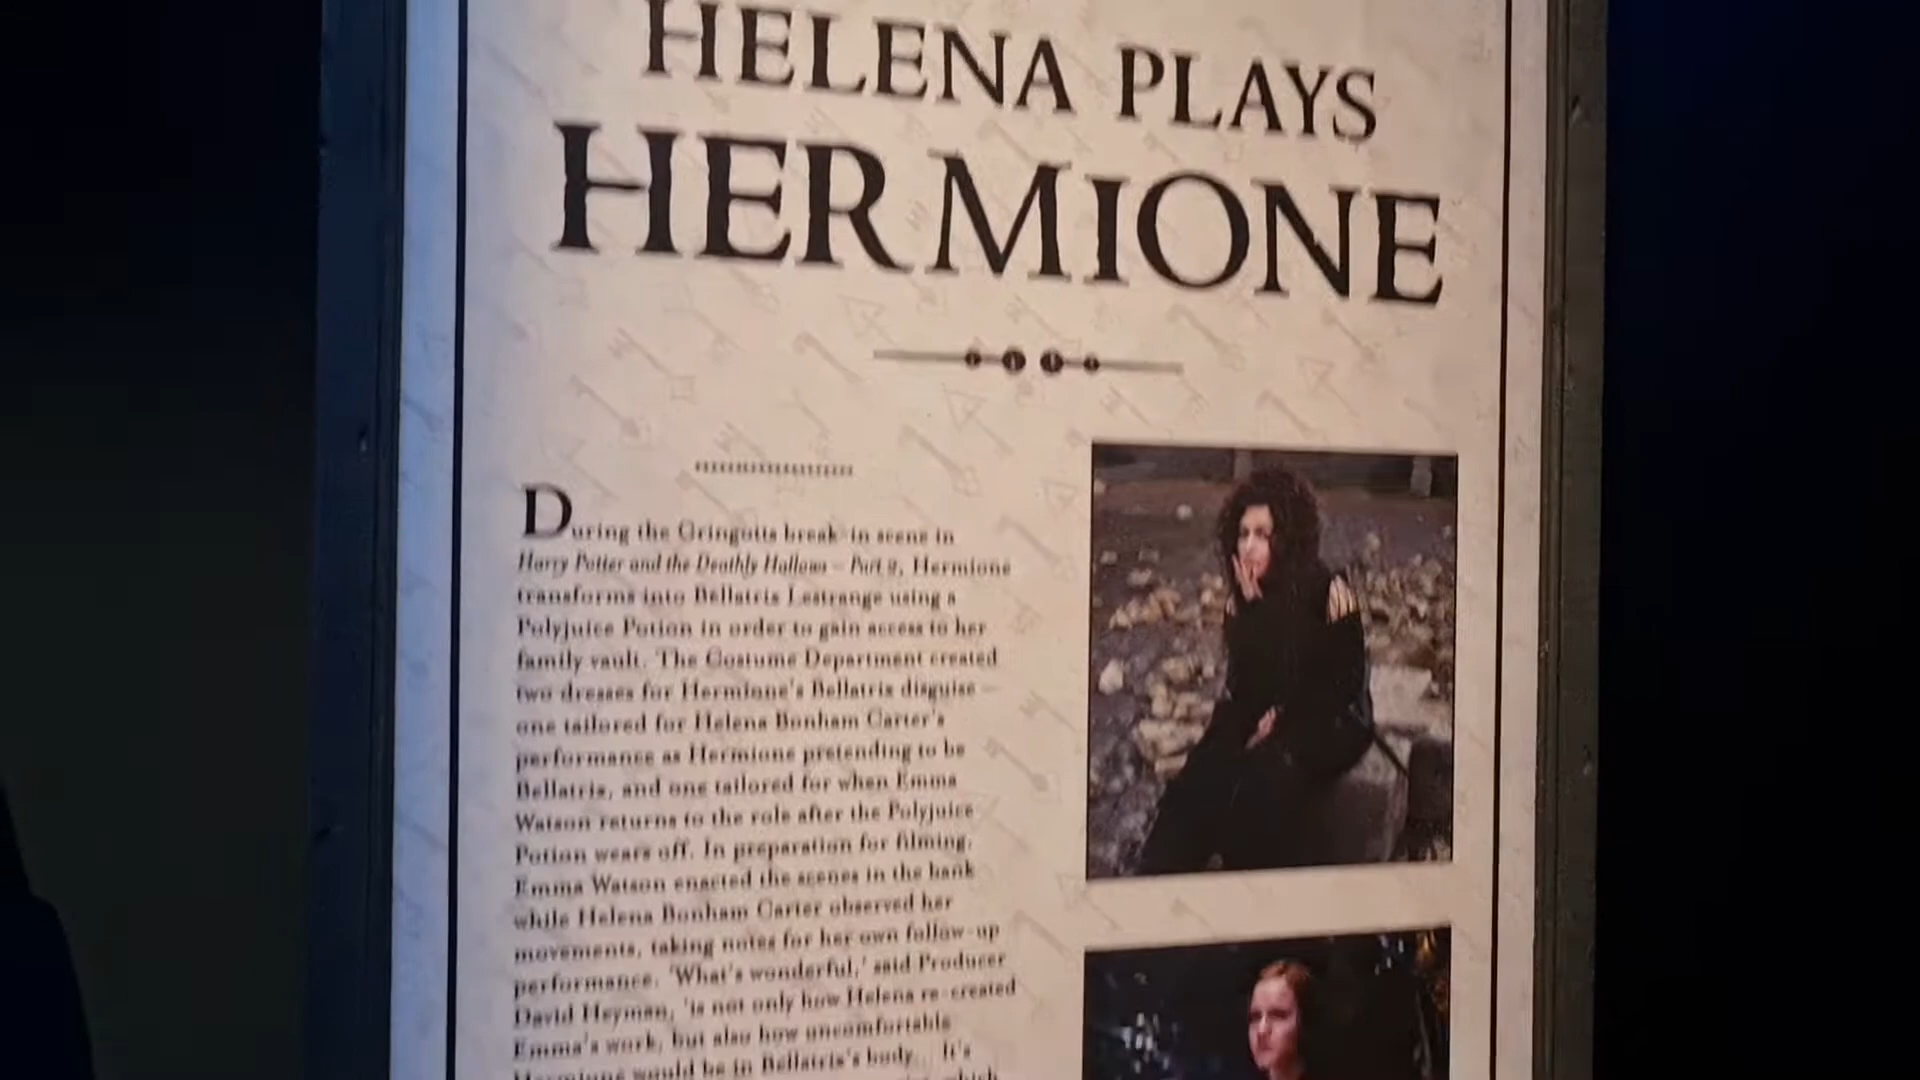 HELENA PLAYS
HERMIONE
During the Gringotts break-in scene in
Harry Potter and the Deathly Hallows – Part 2, Hermione
transforms into Bellatrix Lestrange using a
Polyjuice Potion in order to gain access to her
family vault. The Costume Department created
two dresses for Hermione's Bellatrix disguise –
one tailored for Helena Bonham Carter's
performance as Hermione pretending to be
Bellatrix, and one tailored for when Emma
Watson returns to the role after the Polyjuice
Potion wears off. In preparation for filming,
Emma Watson enacted the scenes in the bank
while Helena Bonham Carter observed her
movements, taking notes for her own follow-up
performance. 'What's wonderful,' said Producer
David Heyman, 'is not only how Helena re-created
Emma's work, but also how uncomfortable
Hermione would be in Bellatrix's body... It's
which